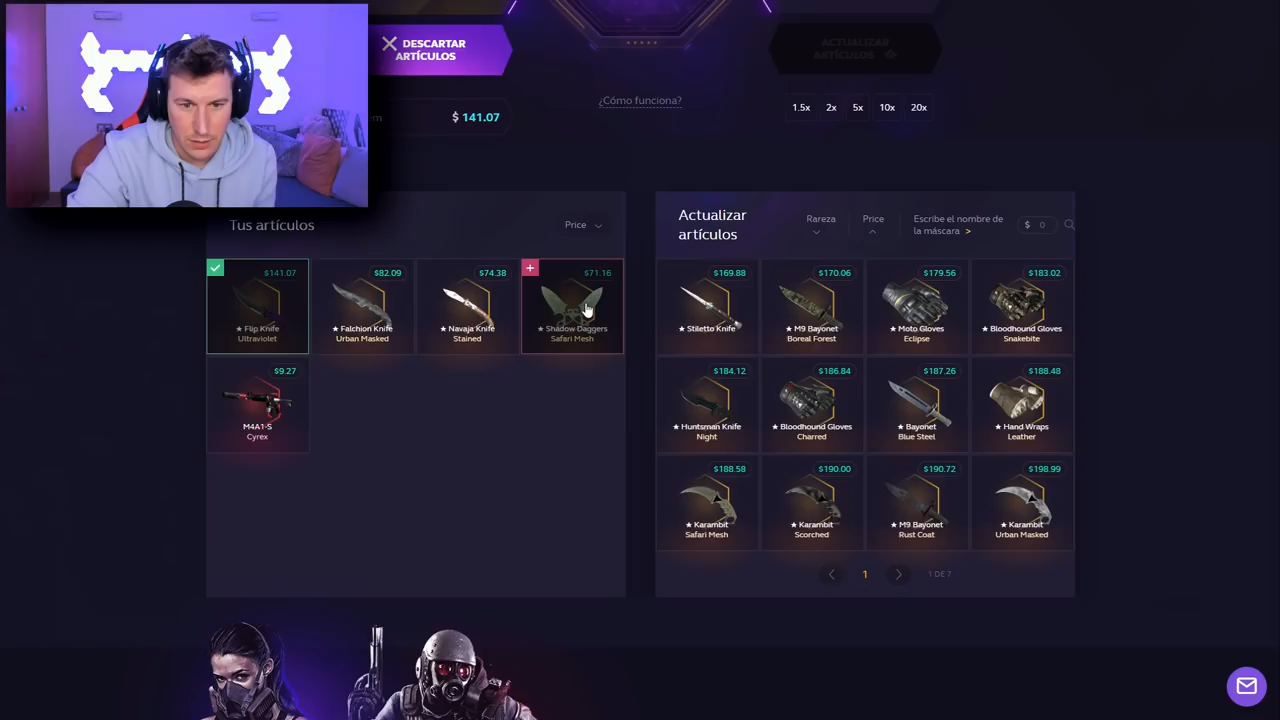 DESCARTAR
ARTÍCULOS
ACTUALIZAR
ARTÍCULOS
em
$ 141.07
¿Cómo funciona?
1.5x
2x
5x
10x
20x
Tus artículos
Price
$141.07
★ Flip Knife
Ultraviolet
$82.09
★ Falchion Knife
Urban Masked
$74.38
★ Navaja Knife
Stained
$71.16
★ Shadow Daggers
Safari Mesh
$9.27
M4A1-S
Cyrex
Actualizar
artículos
Rareza
Price
Escribe el nombre de
la máscara >
$ 0
$169.88
★ Stiletto Knife
$170.06
★ M9 Bayonet
Boreal Forest
$179.56
★ Moto Gloves
Eclipse
$183.02
★ Bloodhound Gloves
Snakebite
$184.12
★ Huntsman Knife
Night
$186.84
★ Bloodhound Gloves
Charred
$187.26
★ Bayonet
Blue Steel
$188.48
★ Hand Wraps
Leather
$188.58
★ Karambit
Safari Mesh
$190.00
★ Karambit
Scorched
$190.72
★ M9 Bayonet
Rust Coat
$198.99
★ Karambit
Urban Masked
1
1 DE 7